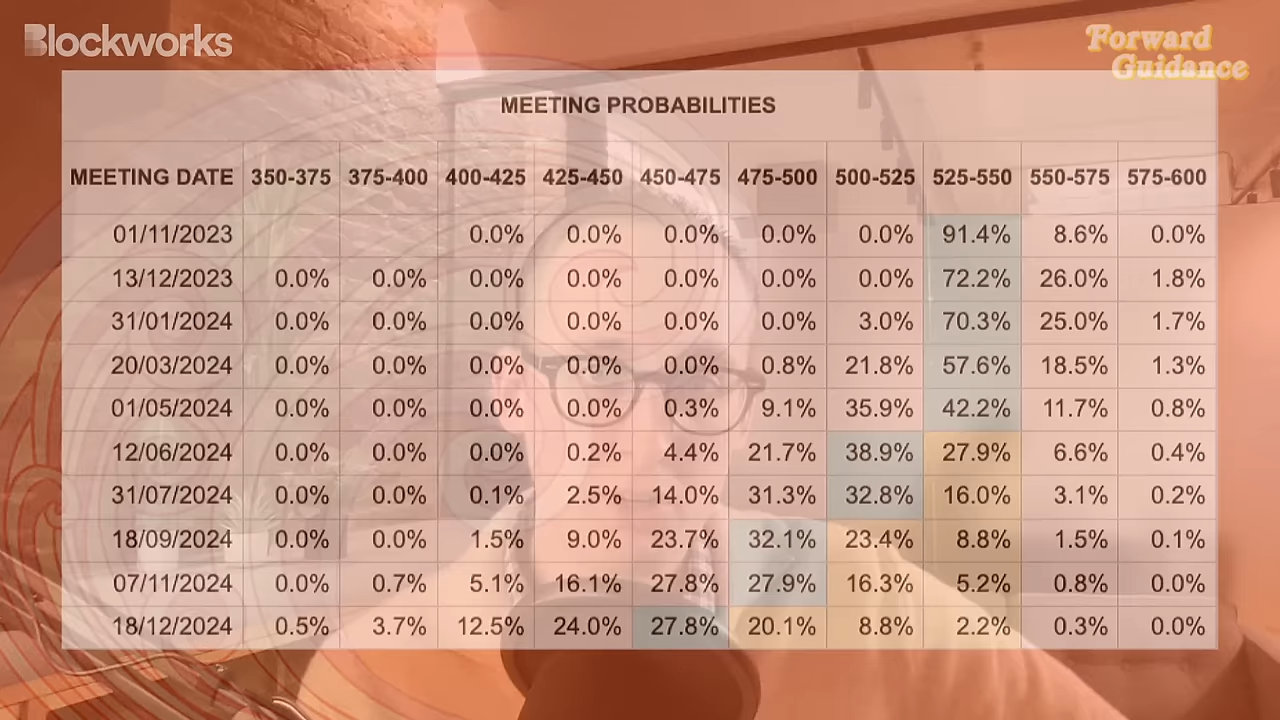 Blockworks
Forward
Guidance
MEETING PROBABILITIES
MEETING DATE 350-375 375-400 400-425 425-450 450-475 475-500 500-525 525-550 550-575 575-600
01/11/2023 0.0% 0.0% 0.0% 0.0% 0.0% 91.4% 8.6% 0.0%
13/12/2023 0.0% 0.0% 0.0% 0.0% 0.0% 0.0% 0.0% 72.2% 26.0% 1.8%
31/01/2024 0.0% 0.0% 0.0% 0.0% 0.0% 0.0% 3.0% 70.3% 25.0% 1.7%
20/03/2024 0.0% 0.0% 0.0% 0.0% 0.0% 0.8% 21.8% 57.6% 18.5% 1.3%
01/05/2024 0.0% 0.0% 0.0% 0.0% 0.3% 9.1% 35.9% 42.2% 11.7% 0.8%
12/06/2024 0.0% 0.0% 0.0% 0.2% 4.4% 21.7% 38.9% 27.9% 6.6% 0.4%
31/07/2024 0.0% 0.0% 0.1% 2.5% 14.0% 31.3% 32.8% 16.0% 3.1% 0.2%
18/09/2024 0.0% 0.0% 1.5% 9.0% 23.7% 32.1% 23.4% 8.8% 1.5% 0.1%
07/11/2024 0.0% 0.7% 5.1% 16.1% 27.8% 27.9% 16.3% 5.2% 0.8% 0.0%
18/12/2024 0.5% 3.7% 12.5% 24.0% 27.8% 20.1% 8.8% 2.2% 0.3% 0.0%